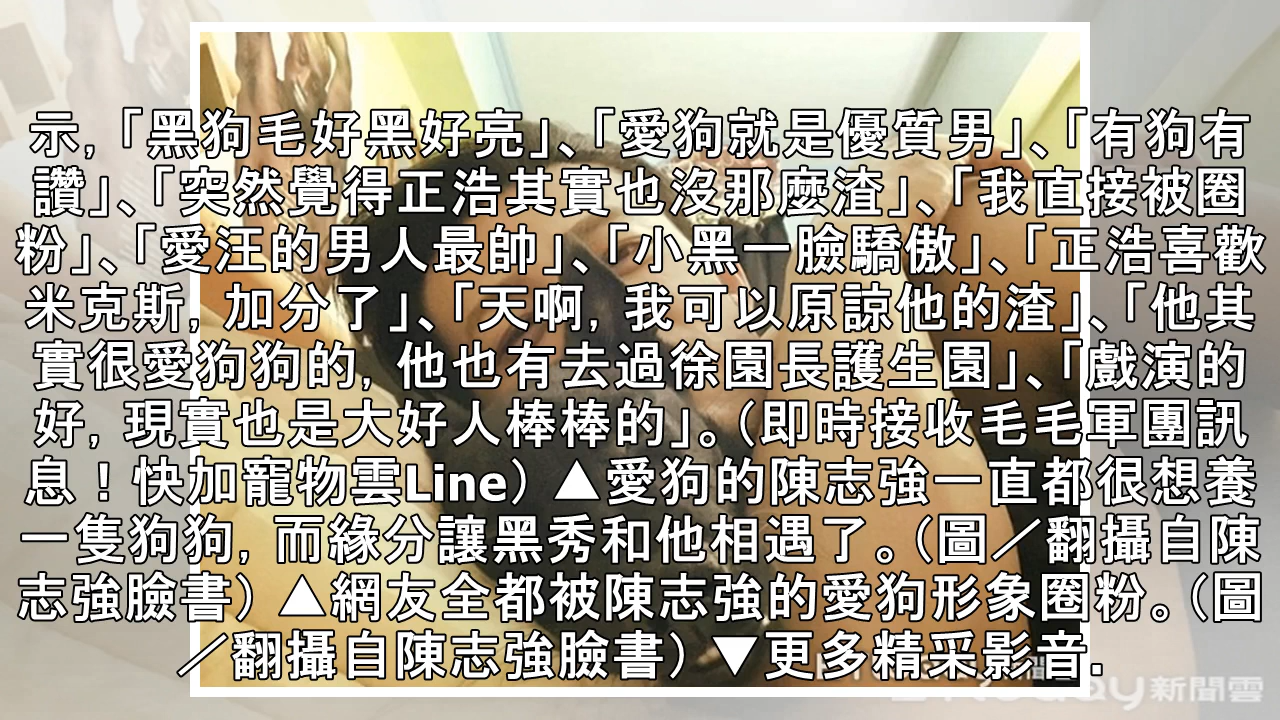 示,「黑狗毛好黑好亮」、「愛狗就是優質男」、「有狗有
讚」、「突然覺得正浩其實也沒那麼渣」、「我直接被圈
粉」、「愛汪的男人最帥」、「小黑一臉驕傲」、「正浩喜歡
米克斯, 加分了」、「天啊, 我可以原諒他的渣」、「他其
實很愛狗狗的, 他也有去過徐園長護生園」、「戲演的
好, 現實也是大好人棒棒的」。(即時接收毛毛軍團訊
息！快加寵物雲Line) ▲愛狗的陳志強一直都很想養
一隻狗狗, 而緣分讓黑秀和他相遇了。(圖／翻攝自陳
志強臉書) ▲網友全都被陳志強的愛狗形象圈粉。(圖
／翻攝自陳志強臉書) ▼更多精采影音.
新聞雲